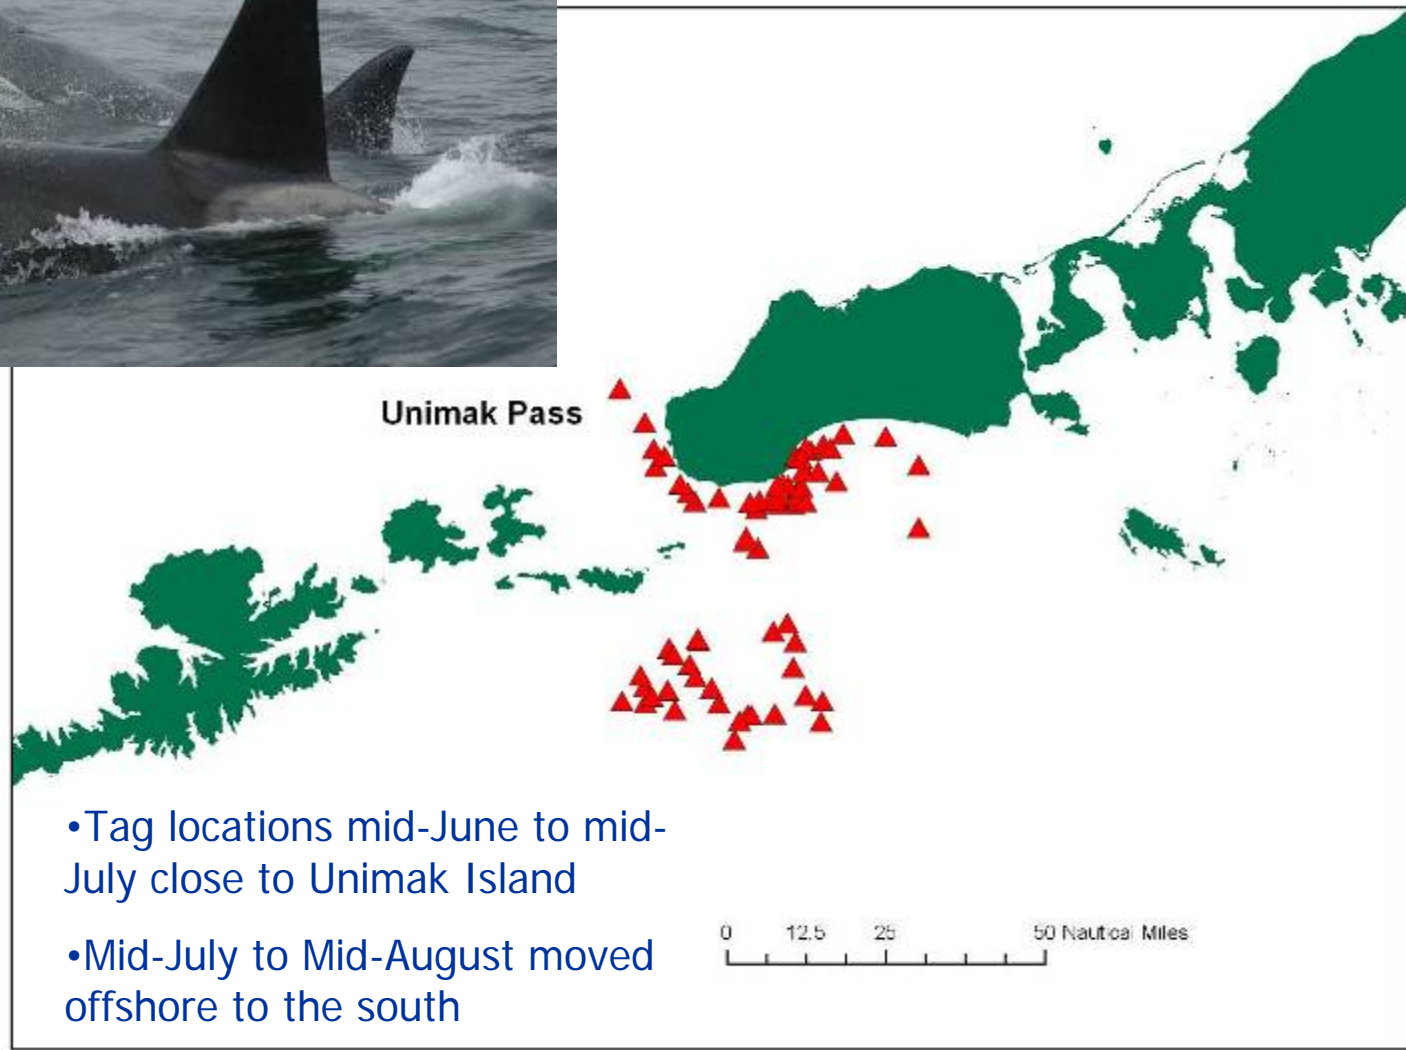 Unimak Pass
•Tag locations mid-June to mid-
July close to Unimak Island
•Mid-July to Mid-August moved
offshore to the south
0 12.5 25 50 Nautical Miles